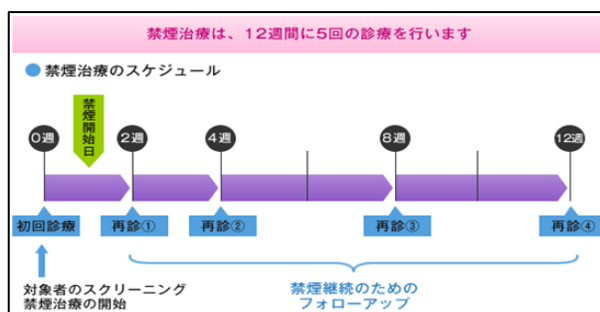 禁煙治療は、12週間に5回の診療を行います
禁煙治療のスケジュール
禁煙開始日
0週
2週
4週
8週
12週
初回診療
再診①
再診②
再診③
再診④
対象者のスクリーニング
禁煙治療の開始
禁煙継続のための
フォローアップ